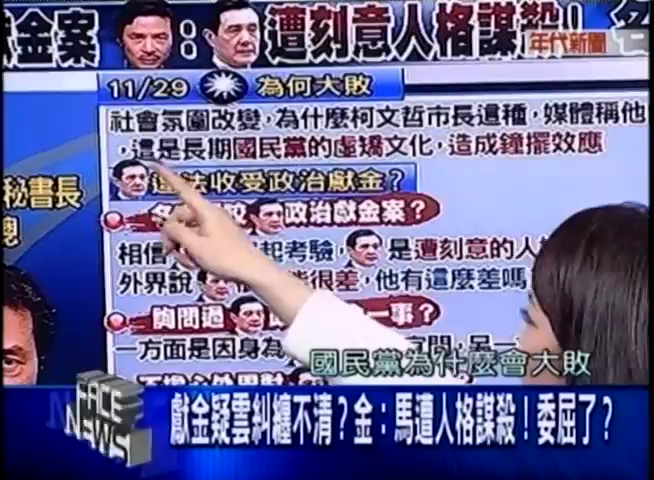 金案 : 遭刻意人格謀殺! 名
年代新聞
11/29 為何大敗
社會氛圍改變,為什麼柯文哲市長這種,媒體稱他
,這是長期國民黨的虛矯文化,造成鐘擺效應
法收受政治獻金?
政治獻金案?
秘書長
總
相信 起考驗, 是遭刻意的人
外界說 很差,他有這麼差嗎
詢問過 一事?
一方面是因身為
國民黨為什麼會大敗
FACE NEWS
獻金疑雲糾纏不清?金:馬遭人格謀殺!委屈了?